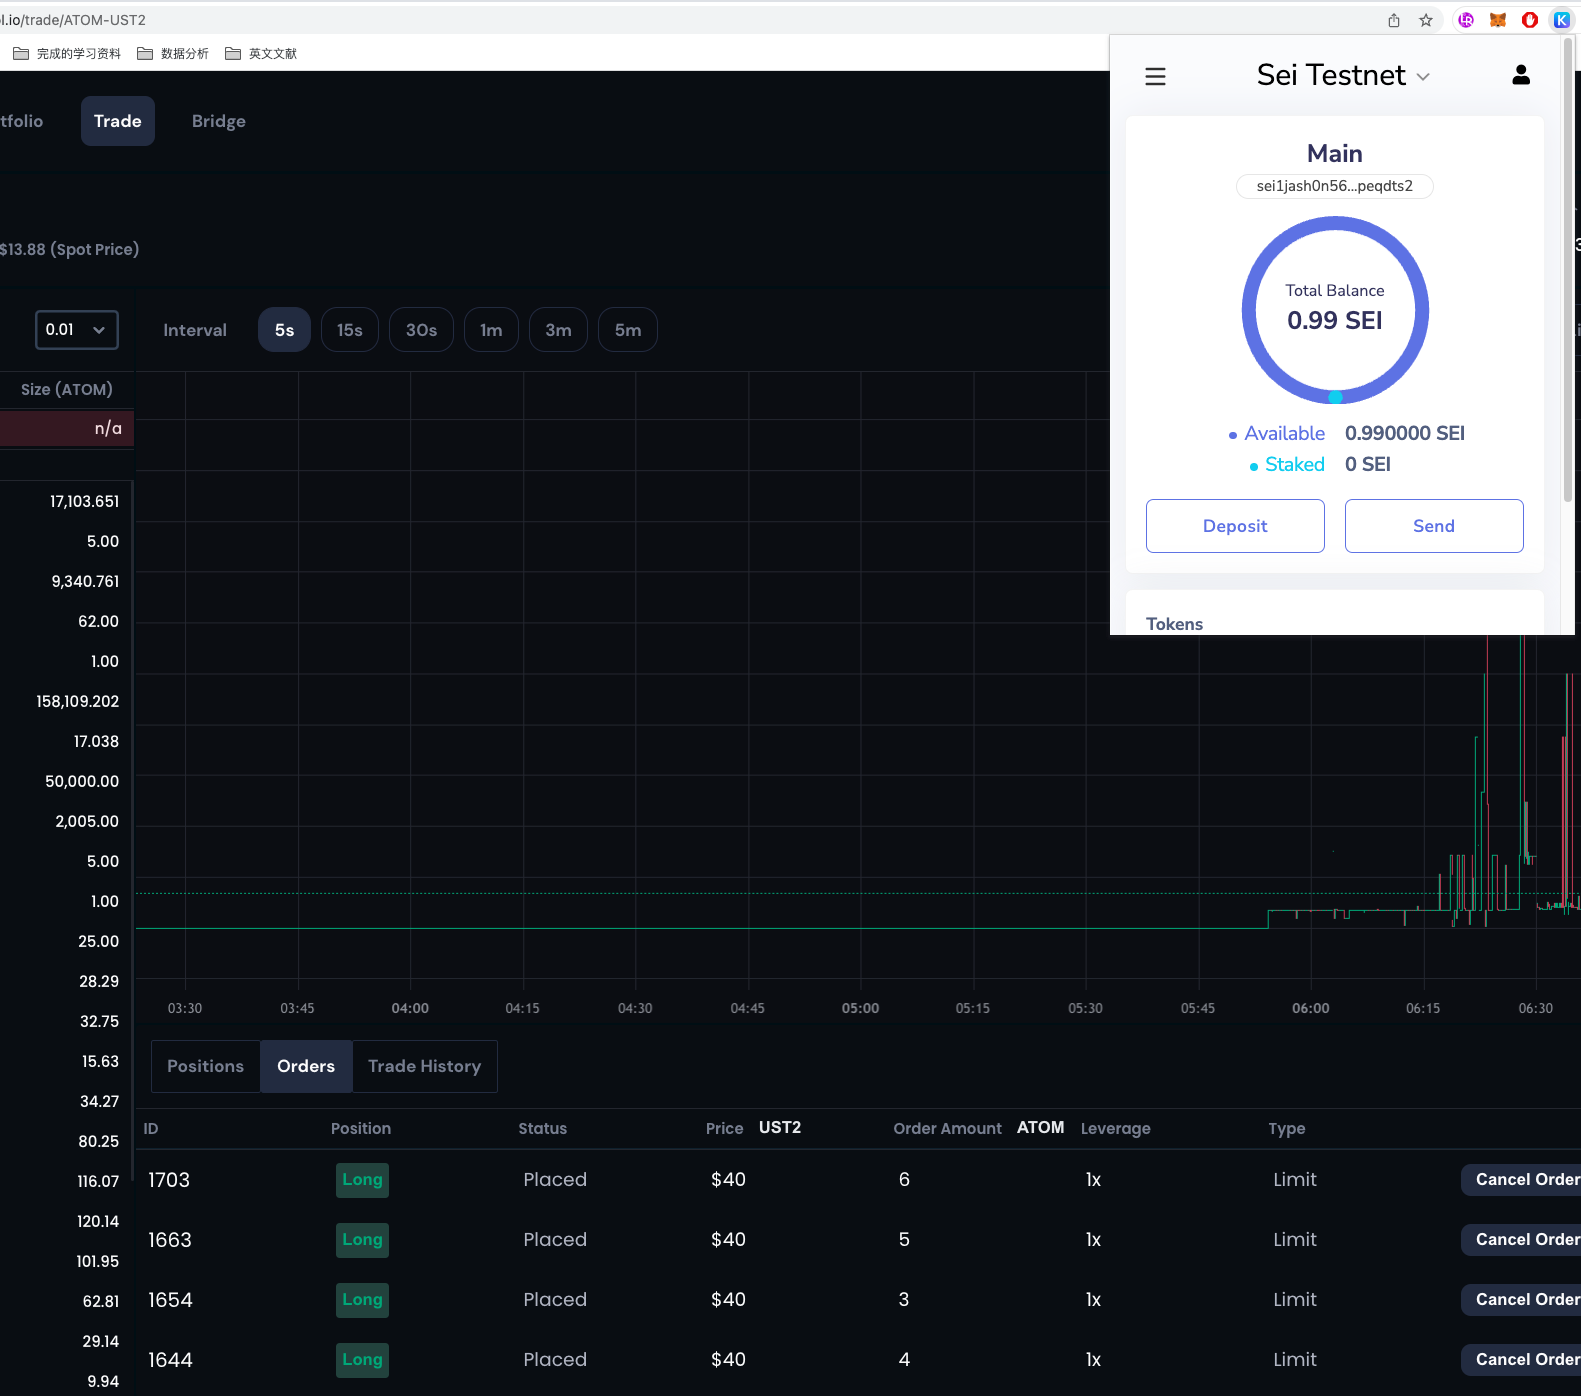 l.io/trade/ATOM-UST2
完成的学习资料 数据分析 英文文献
tfolio Trade Bridge
$13.88 (Spot Price)
0.01
Interval 5s 15s 30s 1m 3m 5m
Size (ATOM)
n/a
17,103.651
5.00
9,340.761
62.00
1.00
158,109.202
17.038
50,000.00
2,005.00
5.00
1.00
25.00
28.29
32.75
15.63
34.27
80.25
116.07
120.14
101.95
62.81
29.14
9.94
Sei Testnet
Main
sei1jash0n56...peqdts2
Total Balance
0.99 SEI
Available 0.990000 SEI
Staked 0 SEI
Deposit Send
Tokens
03:30 03:45 04:00 04:15 04:30 04:45 05:00 05:15 05:30 05:45 06:00 06:15 06:30
Positions Orders Trade History
ID Position Status Price UST2 Order Amount ATOM Leverage Type
1703 Long Placed $40 6 1x Limit Cancel Order
1663 Long Placed $40 5 1x Limit Cancel Order
1654 Long Placed $40 3 1x Limit Cancel Order
1644 Long Placed $40 4 1x Limit Cancel Order